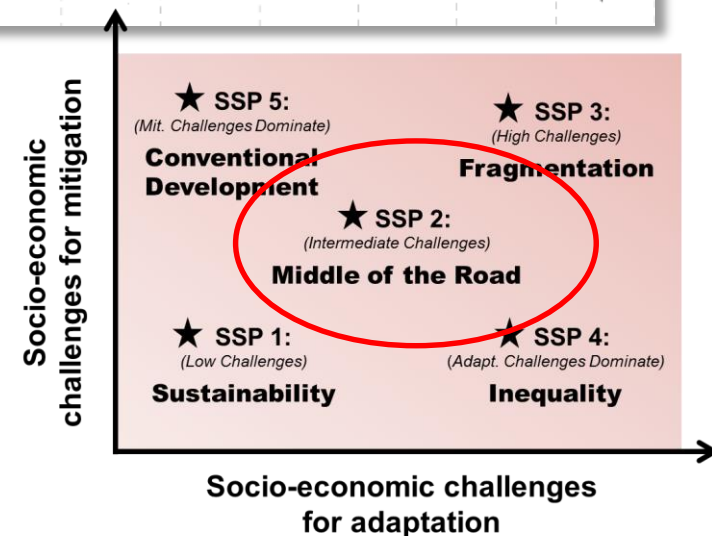 Socio-economic
challenges for mitigation
★ SSP 5:
(Mit. Challenges Dominate)
Conventional
Development
★ SSP 3:
(High Challenges)
Fragmentation
★ SSP 2:
(Intermediate Challenges)
Middle of the Road
★ SSP 1:
(Low Challenges)
Sustainability
★ SSP 4:
(Adapt. Challenges Dominate)
Inequality
Socio-economic challenges
for adaptation